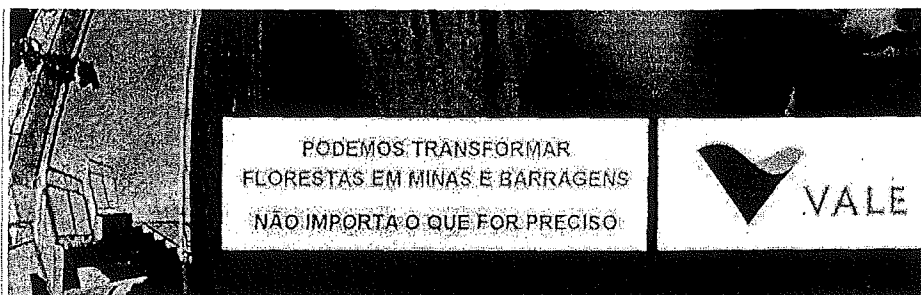 PODEMOS TRANSFORMAR
FLORESTAS EM MINAS E BARRAGENS
NÃO IMPORTA O QUE FOR PRECISO
VALE